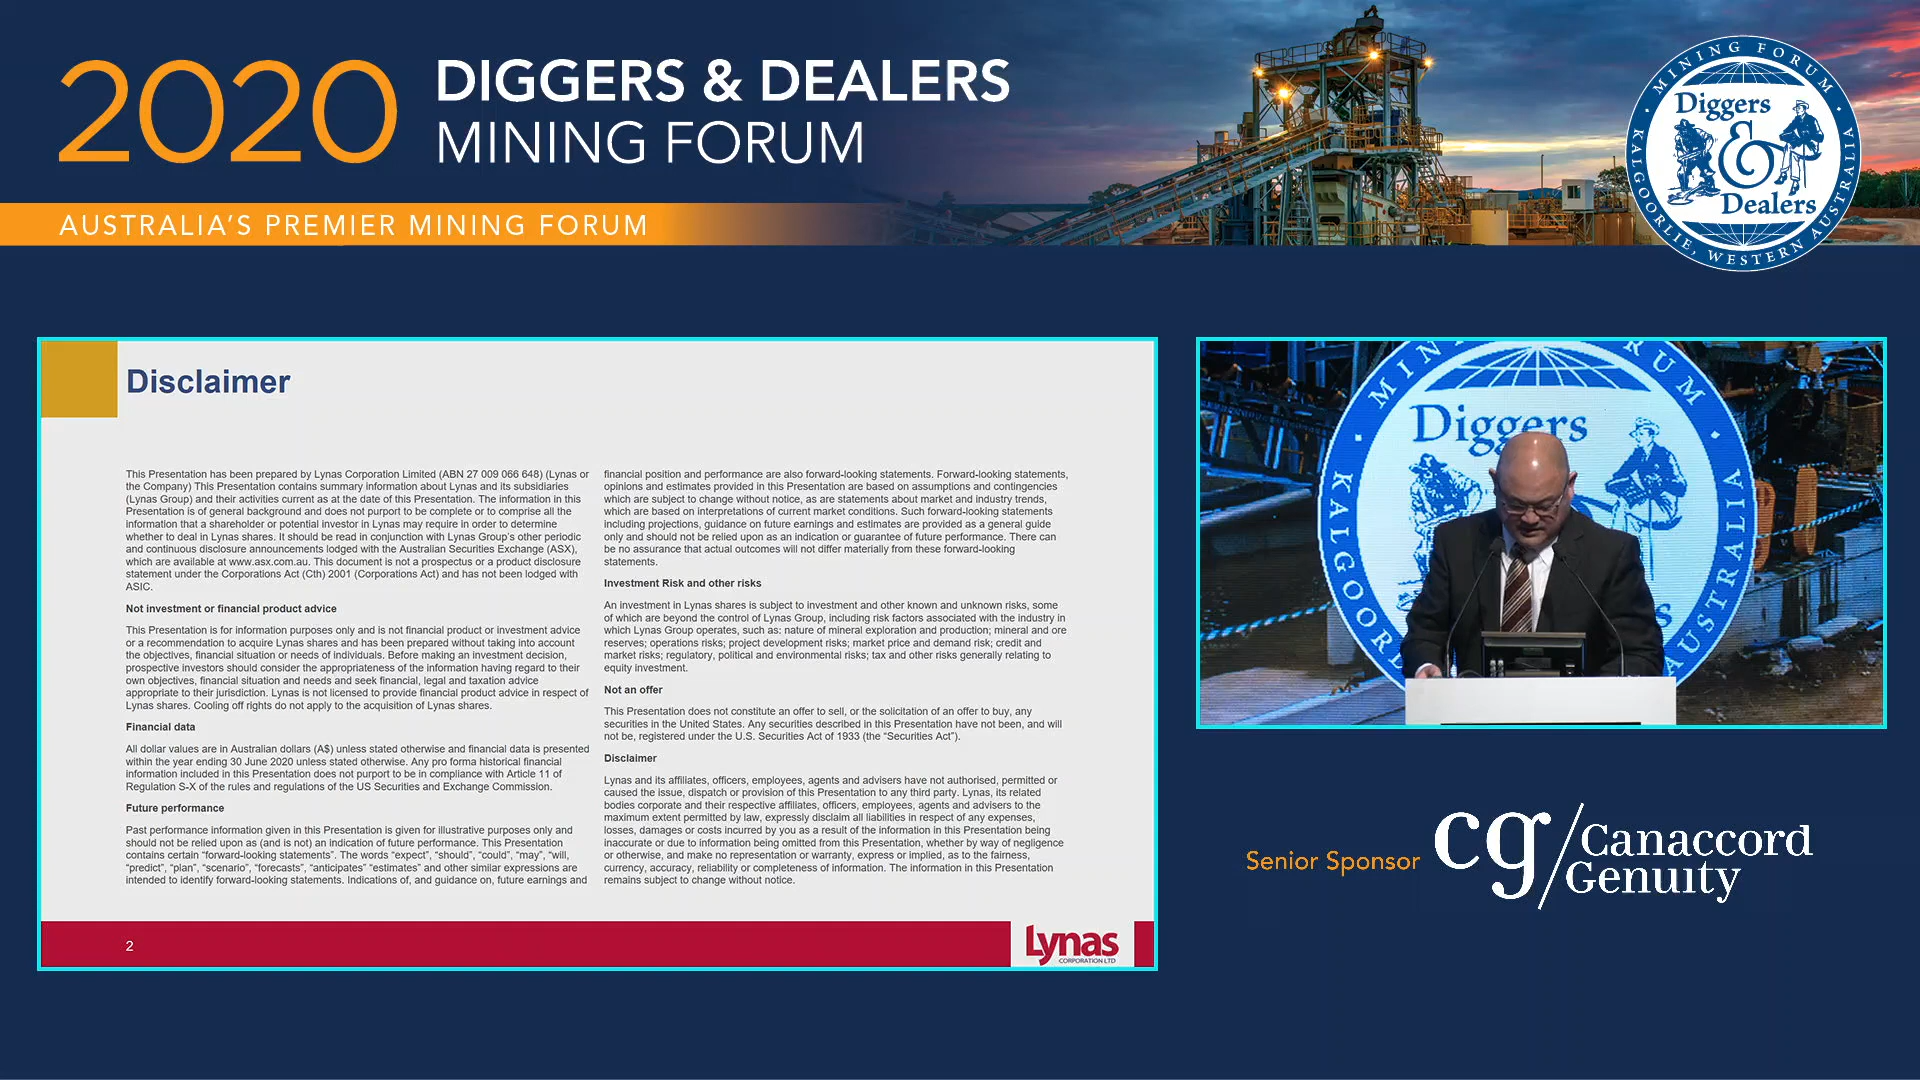 2020
DIGGERS & DEALERS
MINING FORUM
AUSTRALIA'S PREMIER MINING FORUM
· MINING FORUM ·
Diggers
&
Dealers
KALGOORLIE, WESTERN AUSTRALIA
Disclaimer
This Presentation has been prepared by Lynas Corporation Limited (ABN 27 009 066 648) (Lynas or
the Company) This Presentation contains summary information about Lynas and its subsidiaries
(Lynas Group) and their activities current as at the date of this Presentation. The information in this
Presentation is of general background and does not purport to be complete or to comprise all the
information that a shareholder or potential investor in Lynas may require in order to determine
whether to deal in Lynas shares. It should be read in conjunction with Lynas Group's other periodic
and continuous disclosure announcements lodged with the Australian Securities Exchange (ASX),
which are available at www.asx.com.au. This document is not a prospectus or a product disclosure
statement under the Corporations Act (Cth) 2001 (Corporations Act) and has not been lodged with
ASIC.
Not investment or financial product advice
This Presentation is for information purposes only and is not financial product or investment advice
or a recommendation to acquire Lynas shares and has been prepared without taking into account
the objectives, financial situation or needs of individuals. Before making an investment decision,
prospective investors should consider the appropriateness of the information having regard to their
own objectives, financial situation and needs and seek financial, legal and taxation advice
appropriate to their jurisdiction. Lynas is not licensed to provide financial product advice in respect of
Lynas shares. Cooling off rights do not apply to the acquisition of Lynas shares.
Financial data
All dollar values are in Australian dollars (A$) unless stated otherwise and financial data is presented
within the year ending 30 June 2020 unless stated otherwise. Any pro forma historical financial
information included in this Presentation does not purport to be in compliance with Article 11 of
Regulation S-X of the rules and regulations of the US Securities and Exchange Commission.
Future performance
Past performance information given in this Presentation is given for illustrative purposes only and
should not be relied upon as (and is not) an indication of future performance. This Presentation
contains certain "forward-looking statements". The words "expect", "should", "could", "may", "will,
"predict", "plan", "scenario", "forecasts", "anticipates" "estimates" and other similar expressions are
intended to identify forward-looking statements. Indications of, and guidance on, future earnings and
financial position and performance are also forward-looking statements. Forward-looking statements,
opinions and estimates provided in this Presentation are based on assumptions and contingencies
which are subject to change without notice, as are statements about market and industry trends,
which are based on interpretations of current market conditions. Such forward-looking statements
including projections, guidance on future earnings and estimates are provided as a general guide
only and should not be relied upon as an indication or guarantee of future performance. There can
be no assurance that actual outcomes will not differ materially from these forward-looking
statements.
Investment Risk and other risks
An investment in Lynas shares is subject to investment and other known and unknown risks, some
of which are beyond the control of Lynas Group, including risk factors associated with the industry in
which Lynas Group operates, such as: nature of mineral exploration and production; mineral and ore
reserves; operations risks; project development risks; market price and demand risk; credit and
market risks; regulatory, political and environmental risks; tax and other risks generally relating to
equity investment.
Not an offer
This Presentation does not constitute an offer to sell, or the solicitation of an offer to buy, any
securities in the United States. Any securities described in this Presentation have not been, and will
not be, registered under the U.S. Securities Act of 1933 (the "Securities Act").
Disclaimer
Lynas and its affiliates, officers, employees, agents and advisers have not authorised, permitted or
caused the issue, dispatch or provision of this Presentation to any third party. Lynas, its related
bodies corporate and their respective affiliates, officers, employees, agents and advisers to the
maximum extent permitted by law, expressly disclaim all liabilities in respect of any expenses,
losses, damages or costs incurred by you as a result of the information in this Presentation being
inaccurate or due to information being omitted from this Presentation, whether by way of negligence
or otherwise, and make no representation or warranty, express or implied, as to the fairness,
currency, accuracy, reliability or completeness of information. The information in this Presentation
remains subject to change without notice.
2
Lynas
CORPORATION LTD
Diggers
Senior Sponsor
cg/Canaccord
Genuity